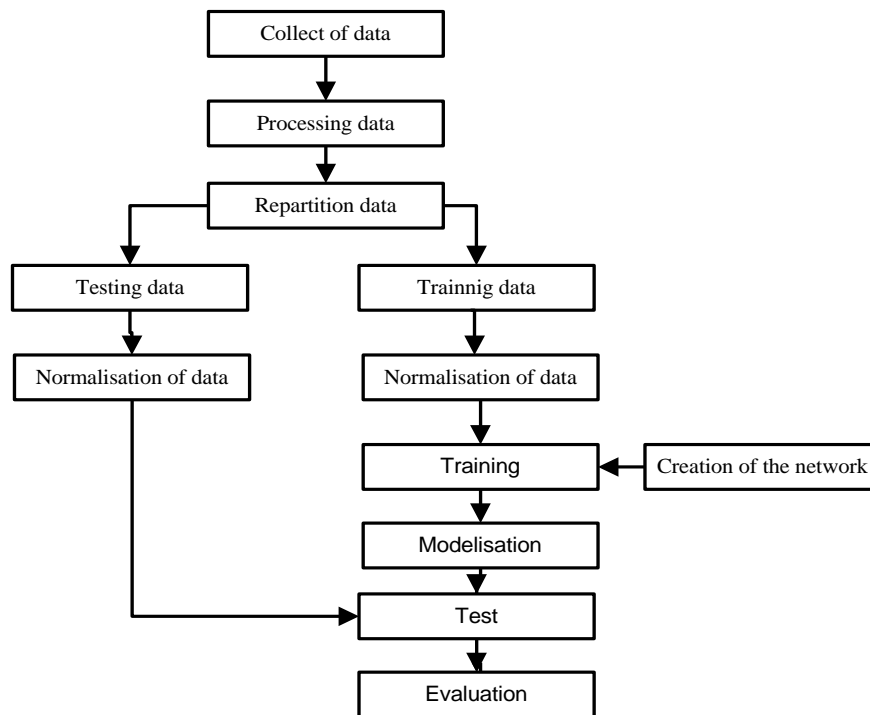 Collect of data
Processing data
Repartition data
Testing data
Trainnig data
Normalisation of data
Normalisation of data
Training
Creation of the network
Modelisation
Test
Evaluation